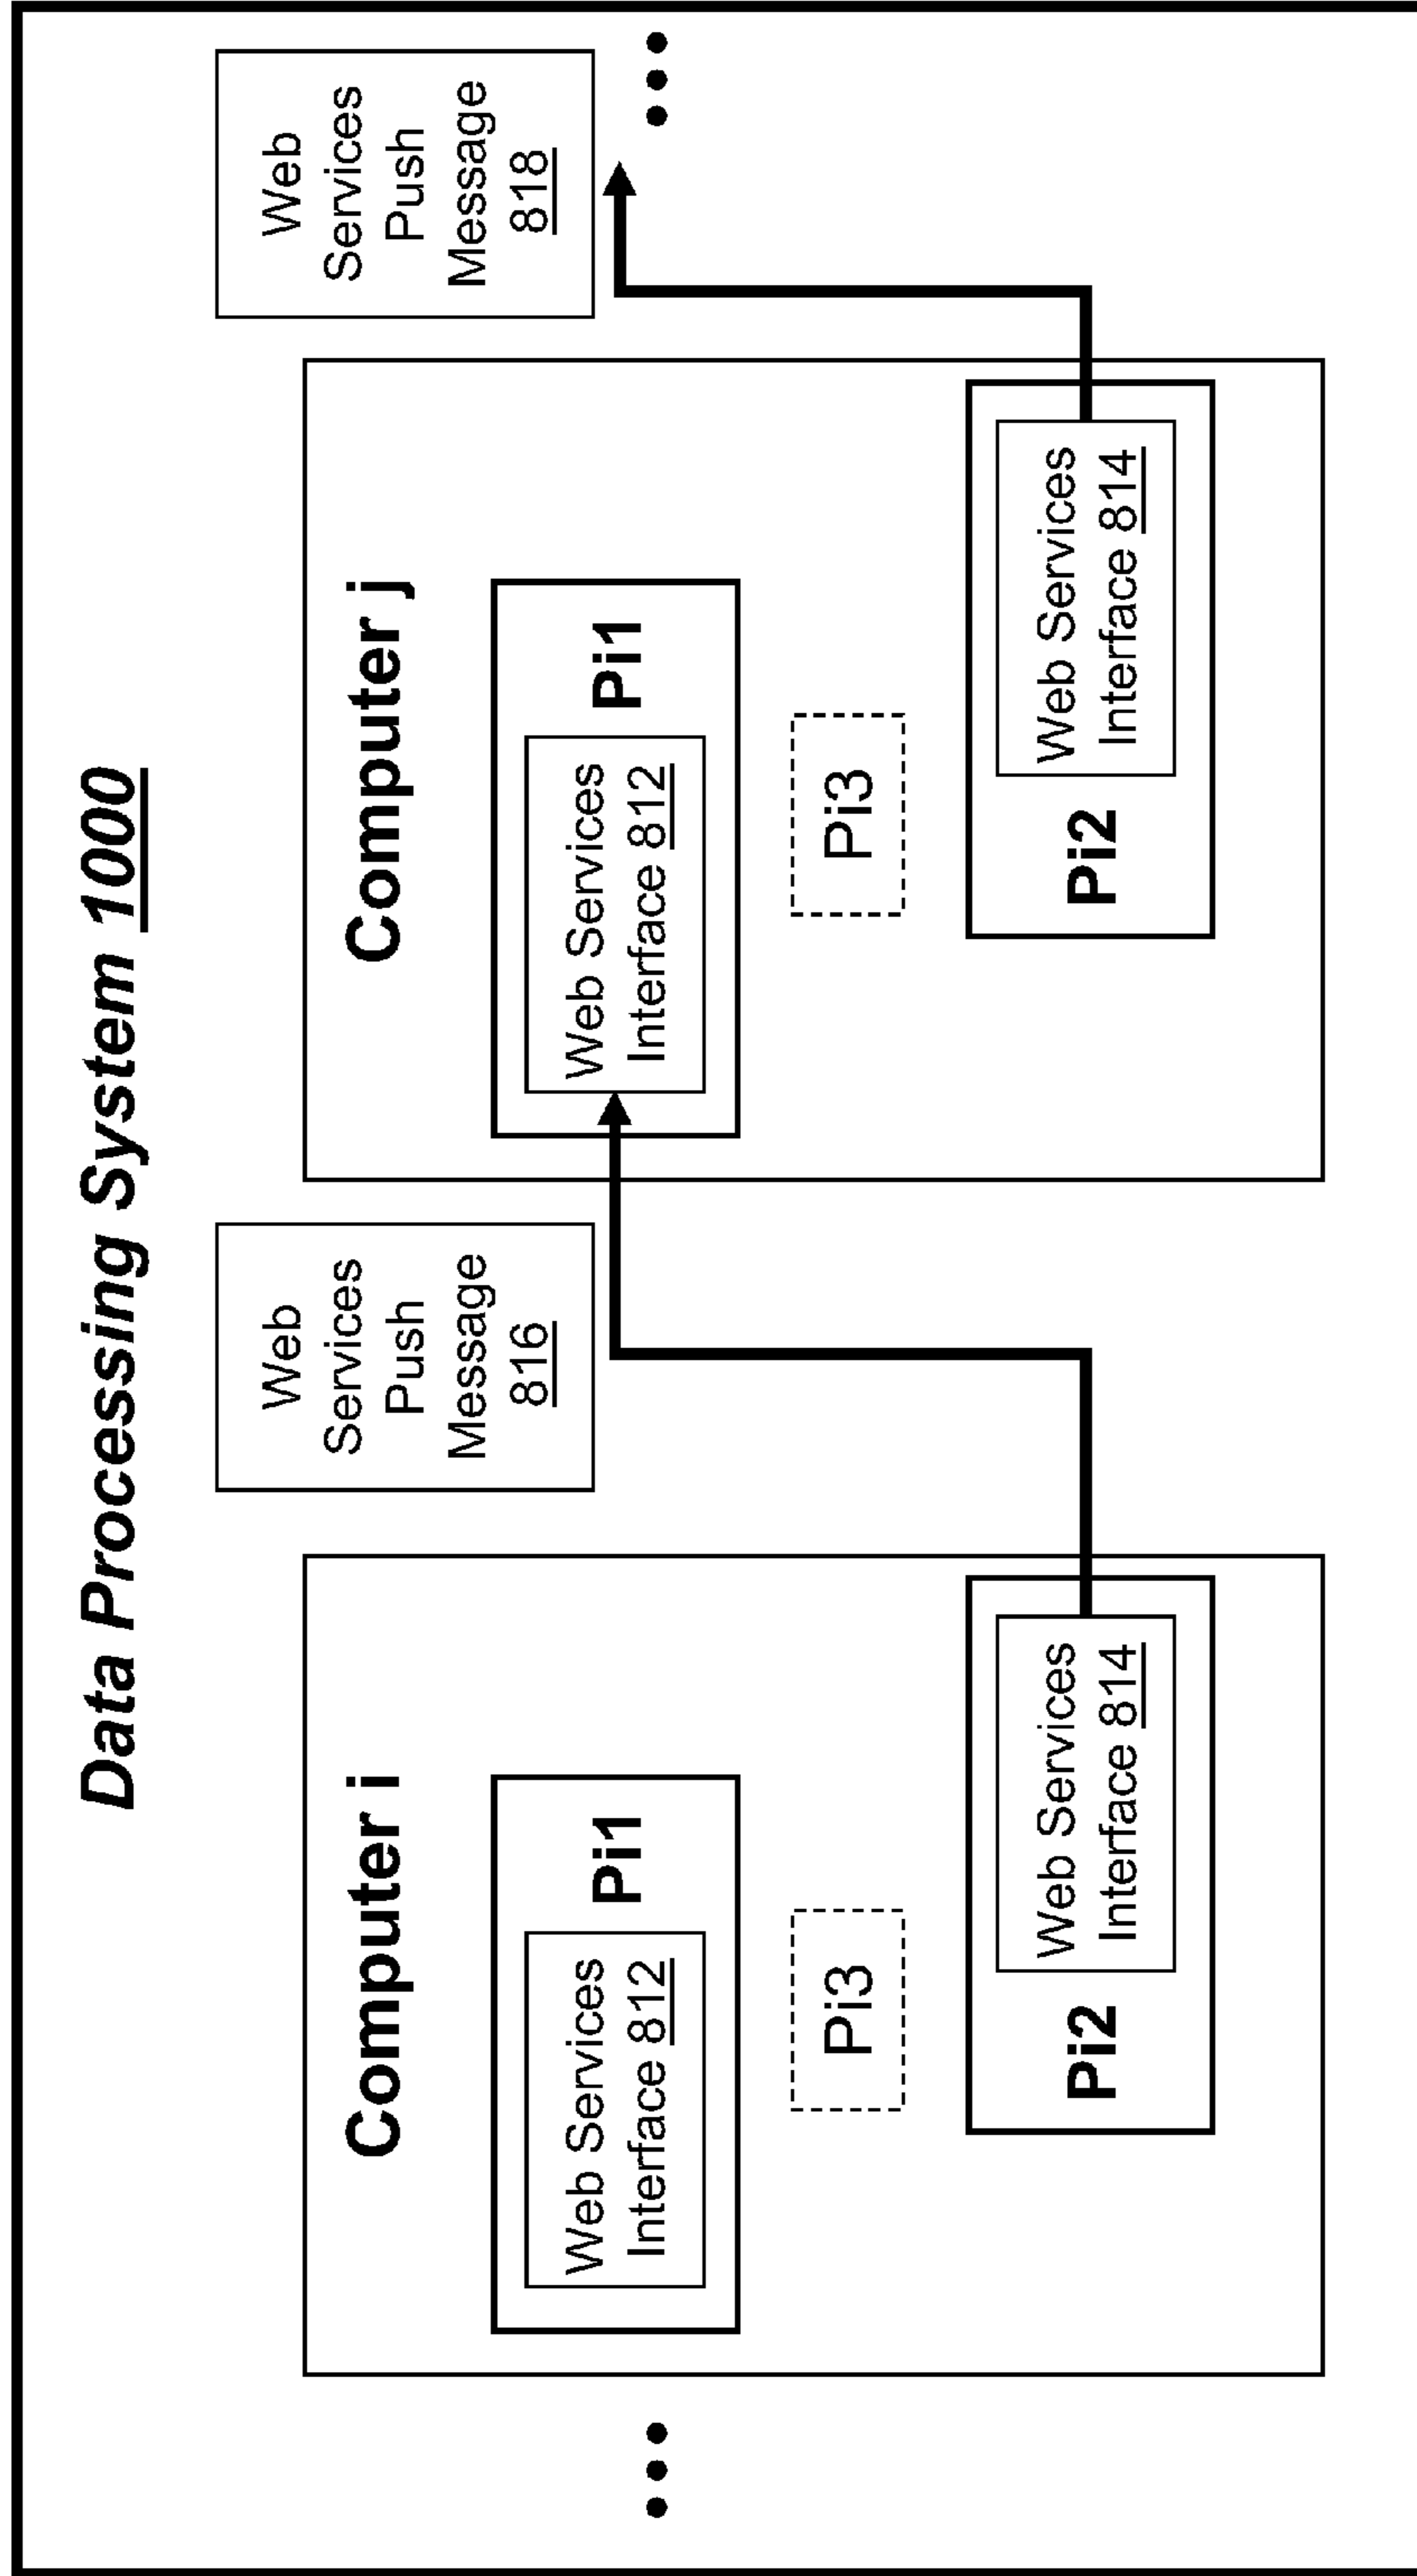 Data Processing System 1000
Computer i
Web Services
Interface 812
Pi1
Pi3
Pi2
Web Services
Interface 814
Web
Services
Push
Message
816
Computer j
Web Services
Interface 812
Pi1
Pi3
Pi2
Web Services
Interface 814
Web
Services
Push
Message
818